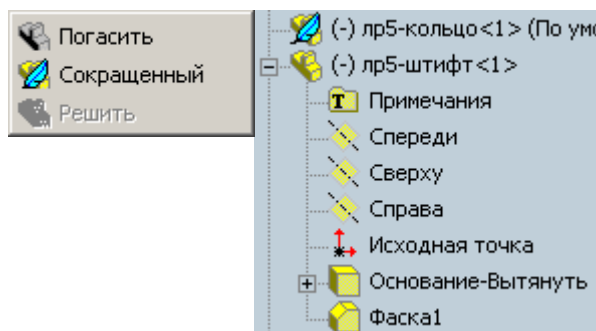 Погасить
Сокращенный
Решить
(-) лр5-кольцо<1> (По умо
(-) лр5-штифт<1>
Примечания
Спереди
Сверху
Справа
Исходная точка
Основание-Вытянуть
Фаска1